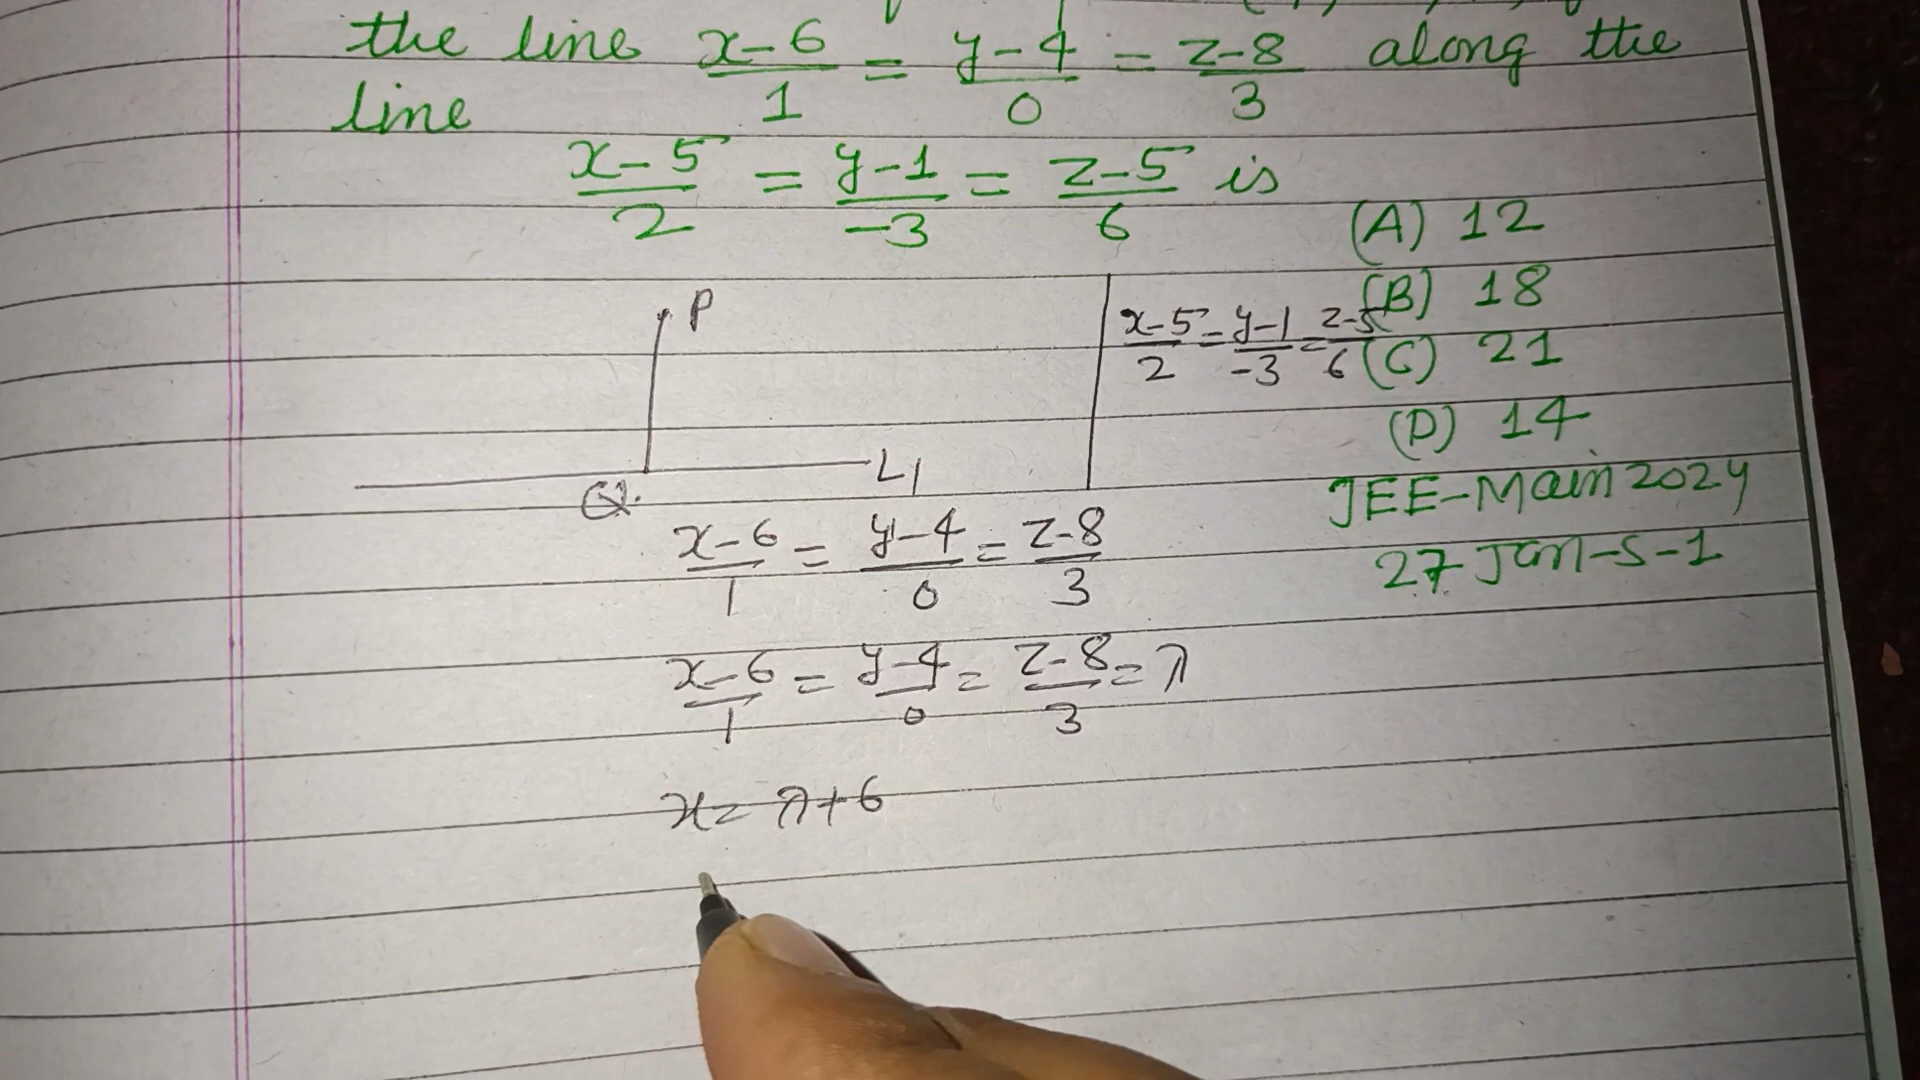 the line x-6/1 = y-4/0 = z-8/3 along the
line
x-5/2 = y-1/-3 = z-5/6 is
(A) 12
(B) 18
(C) 21
(D) 14
JEE-Main 2024
27 Jan-S-1
P
x-5/2 = y-1/-3 = z-5/6
L1
Q.
x-6/1 = y-4/0 = z-8/3
x-6/1 = y-4/0 = z-8/3 = λ
x = λ+6